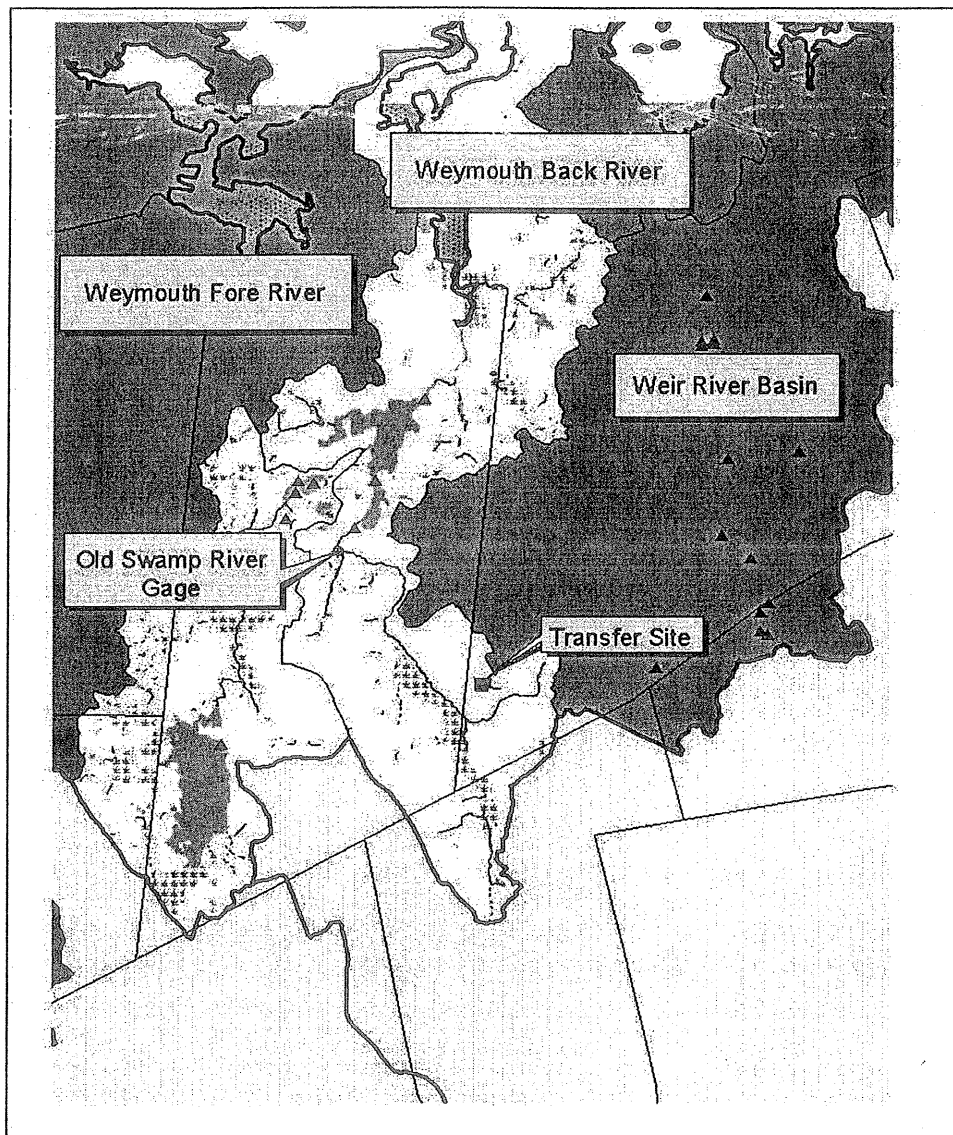 Weymouth Back River
Weymouth Fore River
Weir River Basin
Old Swamp River
Gage
Transfer Site